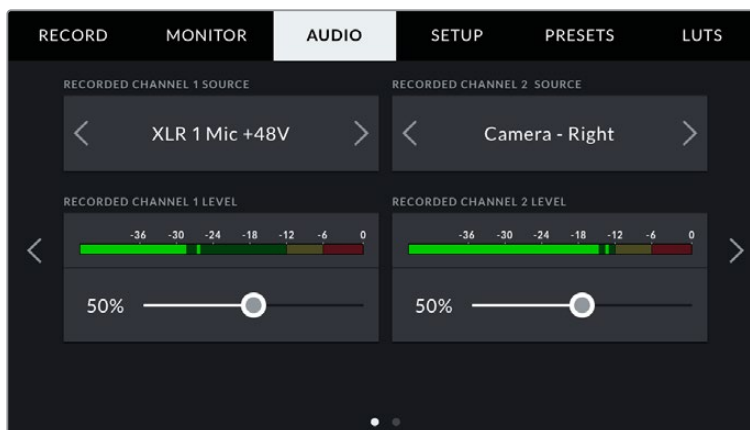 RECORD MONITOR AUDIO SETUP PRESETS LUTS
RECORDED CHANNEL 1 SOURCE
XLR 1 Mic +48V
RECORDED CHANNEL 2 SOURCE
Camera - Right
RECORDED CHANNEL 1 LEVEL
-36 -30 -24 -18 -12 -6 0
50%
RECORDED CHANNEL 2 LEVEL
-36 -30 -24 -18 -12 -6 0
50%